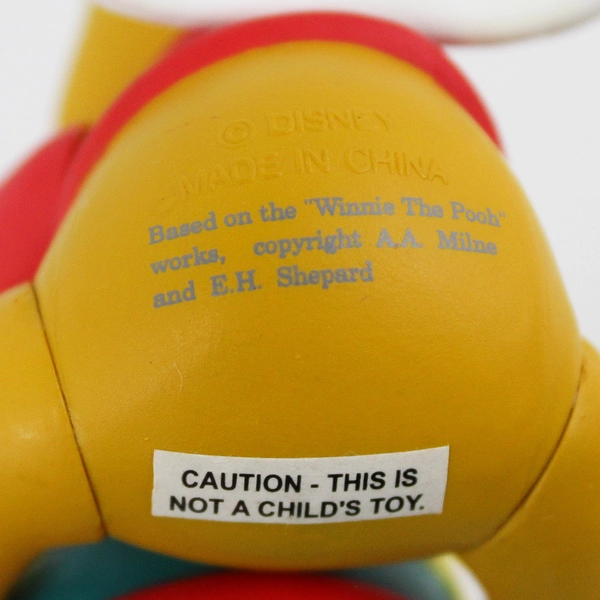 © DISNEY
MADE IN CHINA
Based on the "Winnie The Pooh"
works, copyright A.A. Milne
and E.H. Shepard
CAUTION - THIS IS
NOT A CHILD'S TOY.